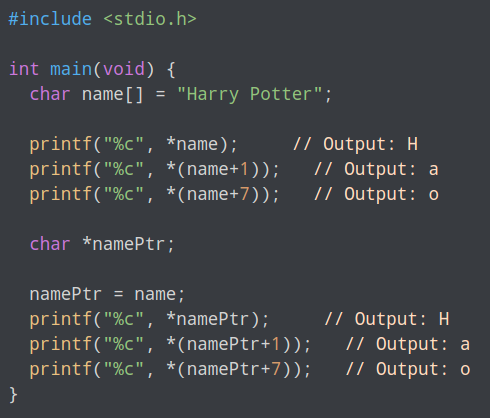 #include <stdio.h>

int main(void) {
  char name[] = "Harry Potter";

  printf("%c", *name);     // Output: H
  printf("%c", *(name+1));   // Output: a
  printf("%c", *(name+7));   // Output: o

  char *namePtr;

  namePtr = name;
  printf("%c", *namePtr);     // Output: H
  printf("%c", *(namePtr+1));   // Output: a
  printf("%c", *(namePtr+7));   // Output: o
}